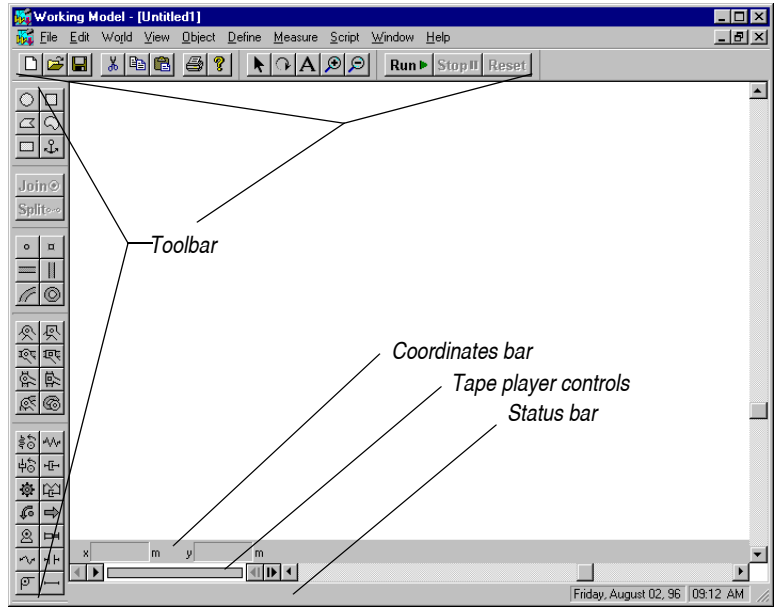 Working Model - [Untitled1]
File Edit World View Object Define Measure Script Window Help
A Run Stop Reset
Join
Split
Toolbar
Coordinates bar
Tape player controls
Status bar
x m y m
Friday, August 02, 96 09:12 AM